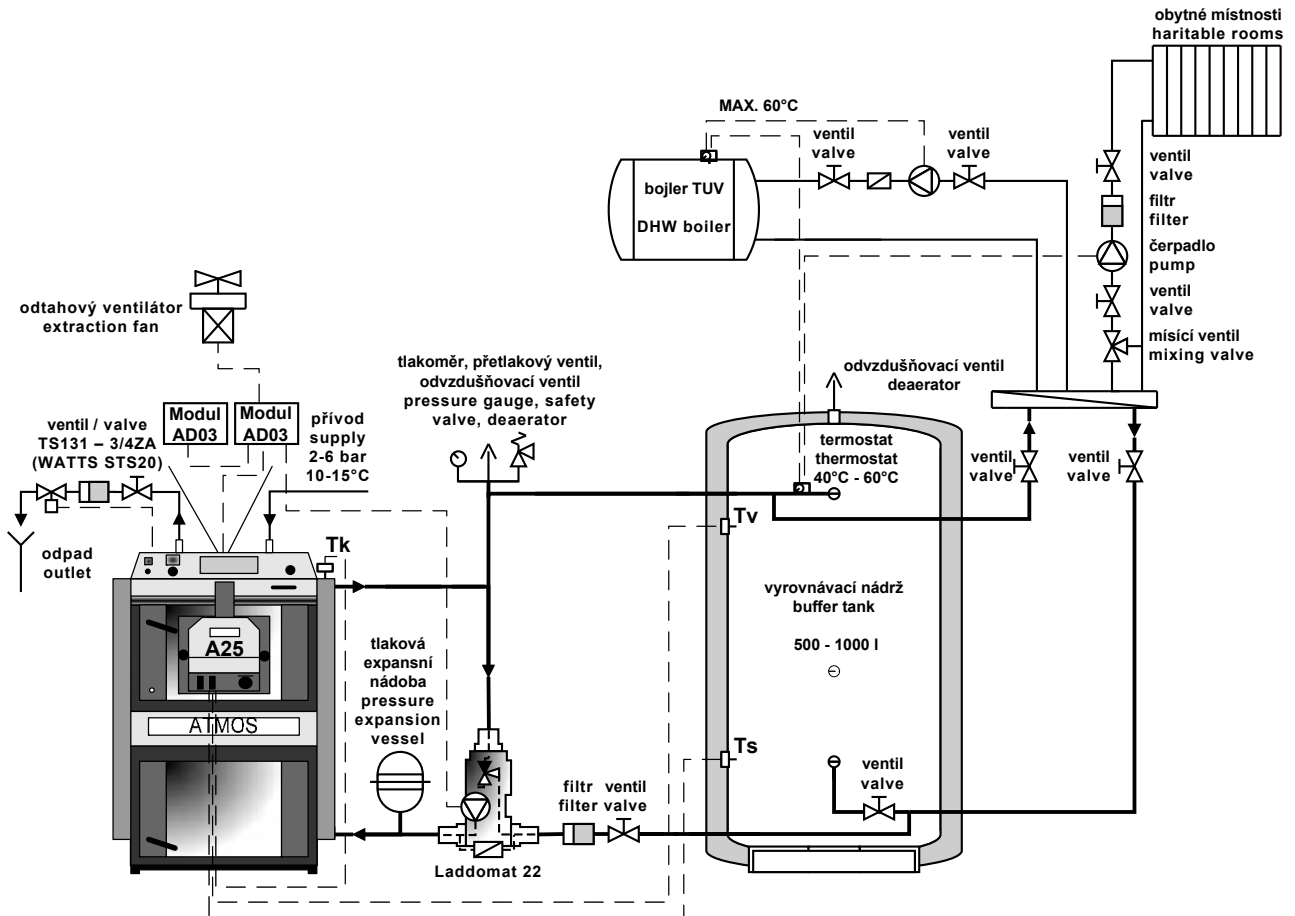 obytné místnosti
haritable rooms
MAX. 60°C
ventil
valve
ventil
valve
bojler TUV
DHW boiler
ventil
valve
filtr
filter
čerpadlo
pump
ventil
valve
mísící ventil
mixing valve
odtahový ventilátor
extraction fan
tlakoměr, přetlakový ventil,
odvzdušňovací ventil
pressure gauge, safety
valve, deaerator
odvzdušňovací ventil
deaerator
ventil / valve
TS131 – 3/4ZA
(WATTS STS20)
Modul
AD03
Modul
AD03
přívod
supply
2-6 bar
10-15°C
termostat
thermostat
40°C - 60°C
ventil
valve
ventil
valve
odpad
outlet
Tk
Tv
vyrovnávací nádrž
buffer tank
500 - 1000 l
A25
ATMOS
tlaková
expansní
nádoba
pressure
expansion
vessel
Ts
ventil
valve
filtr
filter
ventil
valve
Laddomat 22